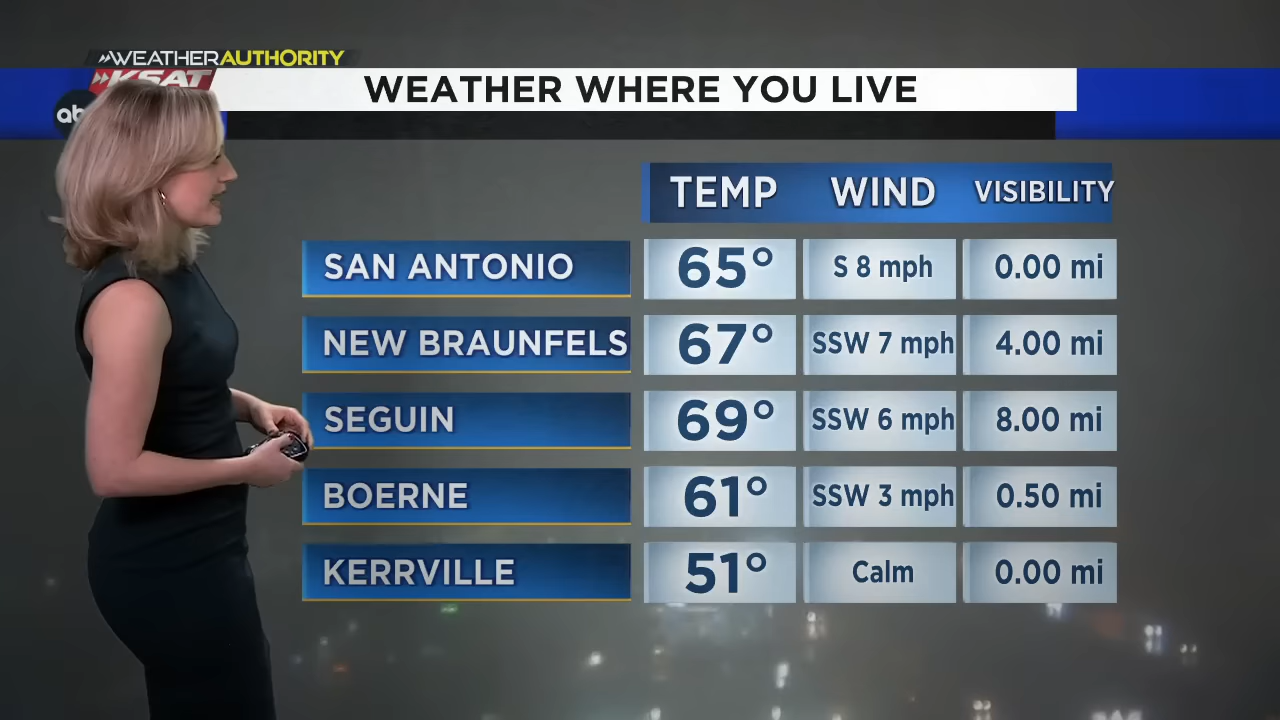 WEATHERAUTHORITY
KSAT
WEATHER WHERE YOU LIVE
ab
TEMP WIND VISIBILITY
SAN ANTONIO 65° S 8 mph 0.00 mi
NEW BRAUNFELS 67° SSW 7 mph 4.00 mi
SEGUIN 69° SSW 6 mph 8.00 mi
BOERNE 61° SSW 3 mph 0.50 mi
KERRVILLE 51° Calm 0.00 mi